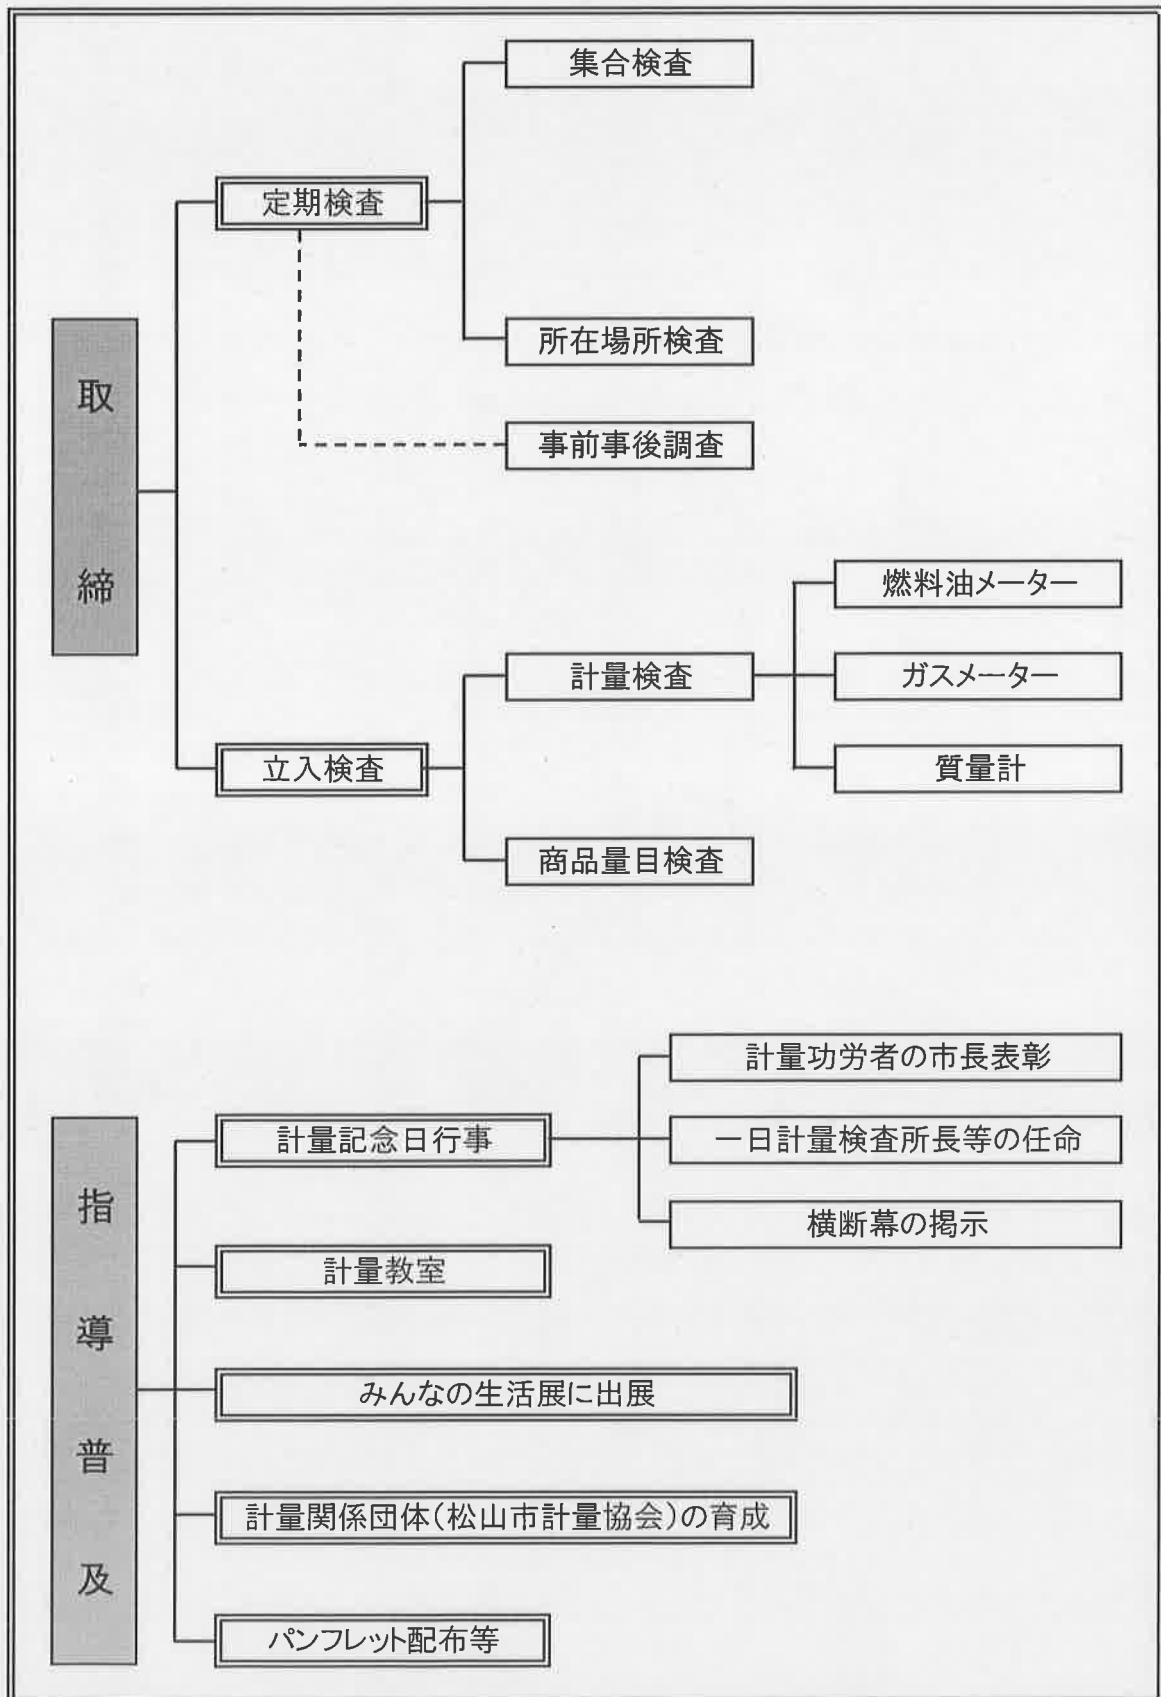 取締
定期検査
集合検査
所在場所検査
事前事後調査
立入検査
計量検査
燃料油メーター
ガスメーター
質量計
商品量目検査
指導普及
計量記念日行事
計量功労者の市長表彰
一日計量検査所長等の任命
横断幕の掲示
計量教室
みんなの生活展に出展
計量関係団体(松山市計量協会)の育成
パンフレット配布等